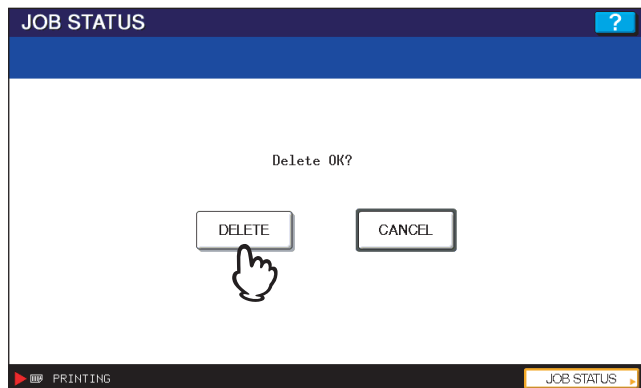 JOB STATUS ?
Delete OK?
DELETE CANCEL
PRINTING JOB STATUS